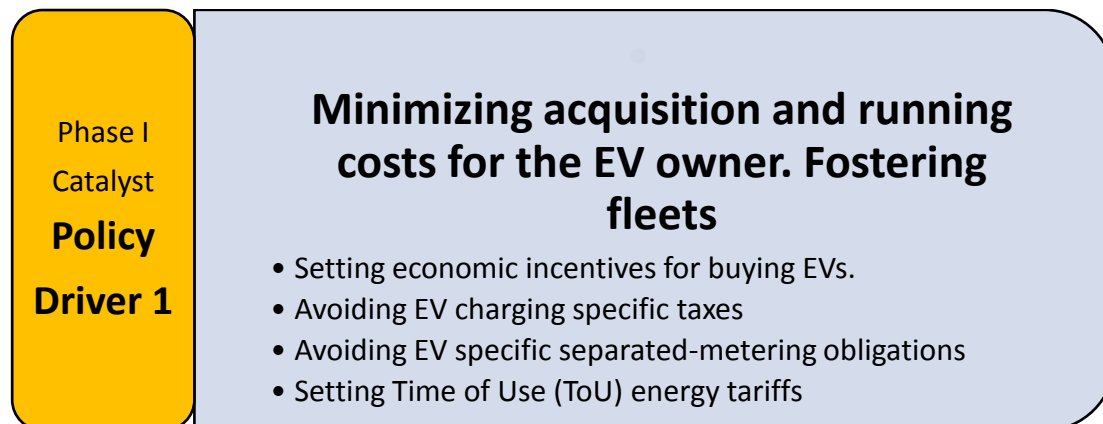 Phase I
Catalyst
Policy
Driver 1
Minimizing acquisition and running
costs for the EV owner. Fostering
fleets
• Setting economic incentives for buying EVs.
• Avoiding EV charging specific taxes
• Avoiding EV specific separated-metering obligations
• Setting Time of Use (ToU) energy tariffs